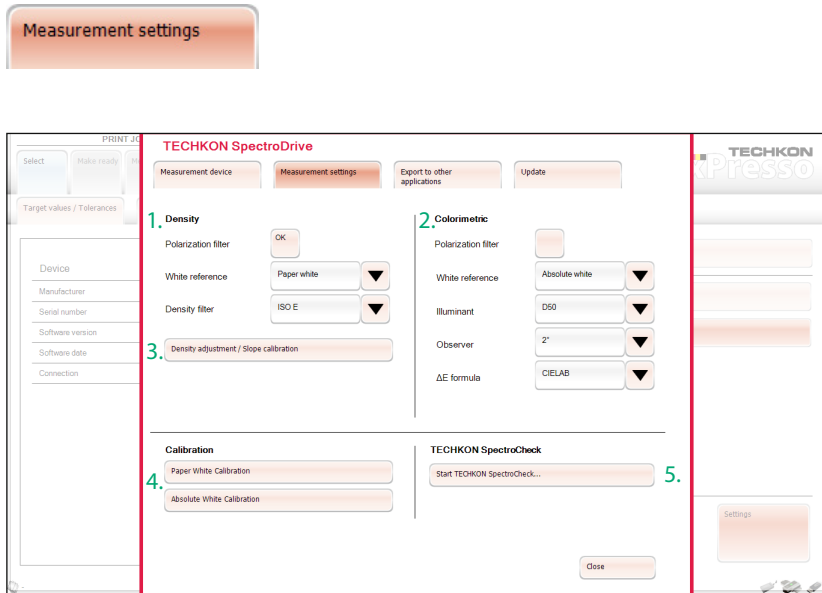 Measurement settings
PRINT JO
TECHKON SpectroDrive
TECHKON
Presso
Select
Make ready
Measurement device
Measurement settings
Export to other
applications
Update
Target values / Tolerances
1. Density
Polarization filter
OK
White reference
Paper white
Density filter
ISO E
3. Density adjustment / Slope calibration
2. Colorimetric
Polarization filter
White reference
Absolute white
Illuminant
D50
Observer
2°
ΔE formula
CIELAB
Device
Manufacturer
Serial number
Software version
Software date
Connection
Calibration
4. Paper White Calibration
Absolute White Calibration
TECHKON SpectroCheck
Start TECHKON SpectroCheck...
5.
Settings
Close